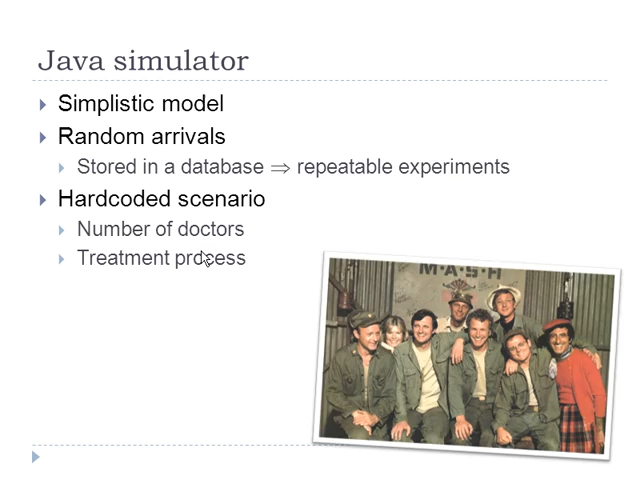 Java simulator
Simplistic model
Random arrivals
Stored in a database ⇒ repeatable experiments
Hardcoded scenario
Number of doctors
Treatment process
M*A*S*H